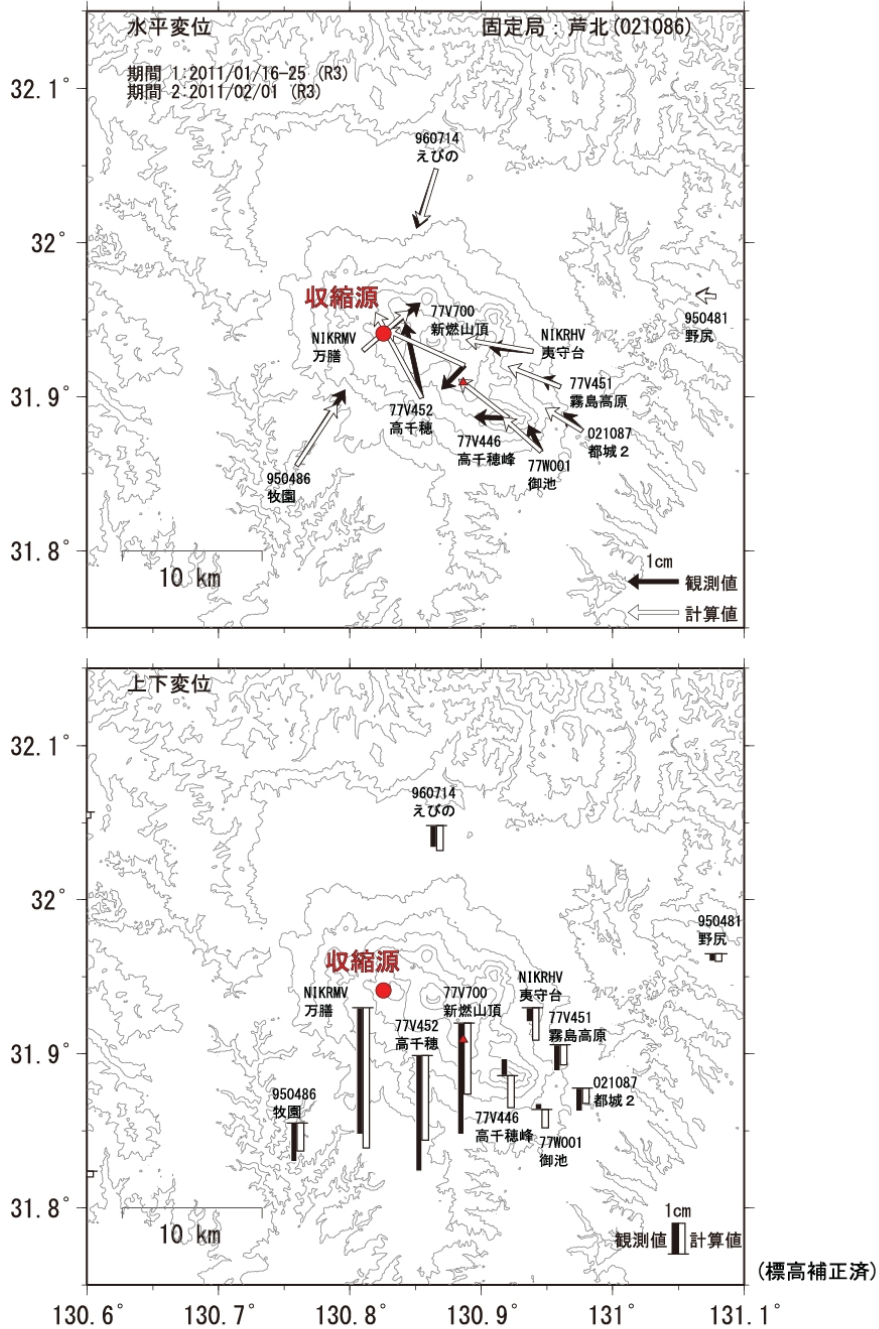 水平変位
固定局：芦北(021086)
期間 1:2011/01/16-25 (R3)
期間 2:2011/02/01 (R3)
32.1°
32°
31.9°
31.8°
960714
えびの
収縮源
NIKRMV
万膳
77V700
新燃山頂
NIKRHV
夷守台
950481
野尻
77V451
霧島高原
77V452
高千穂
021087
都城２
77V446
高千穂峰
77W001
御池
950486
牧園
10 km
1cm
観測値
計算値
上下変位
32.1°
32°
31.9°
31.8°
960714
えびの
950481
野尻
収縮源
NIKRMV
万膳
77V700
新燃山頂
NIKRHV
夷守台
77V451
霧島高原
77V452
高千穂
950486
牧園
021087
都城２
77V446
高千穂峰
77W001
御池
10 km
1cm
観測値
計算値
(標高補正済)
130.6°
130.7°
130.8°
130.9°
131°
131.1°